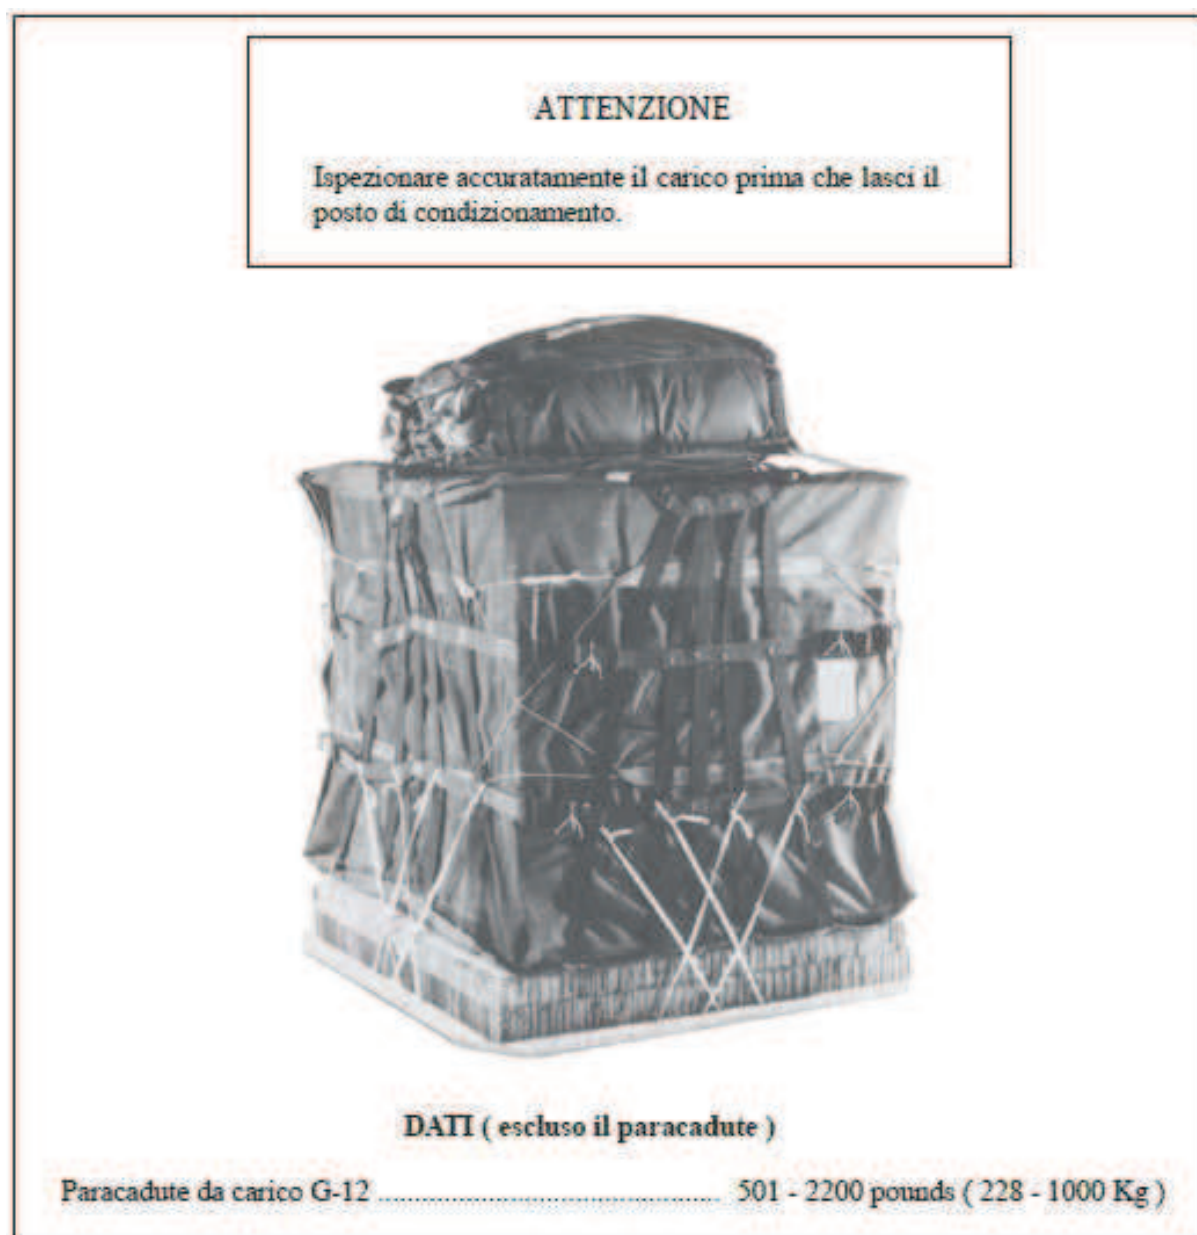 ATTENZIONE
Ispezionare accuratamente il carico prima che lasci il
posto di condizionamento.
DATI ( escluso il paracadute )
Paracadute da carico G-12 .................................................. 501 - 2200 pounds ( 228 - 1000 Kg )